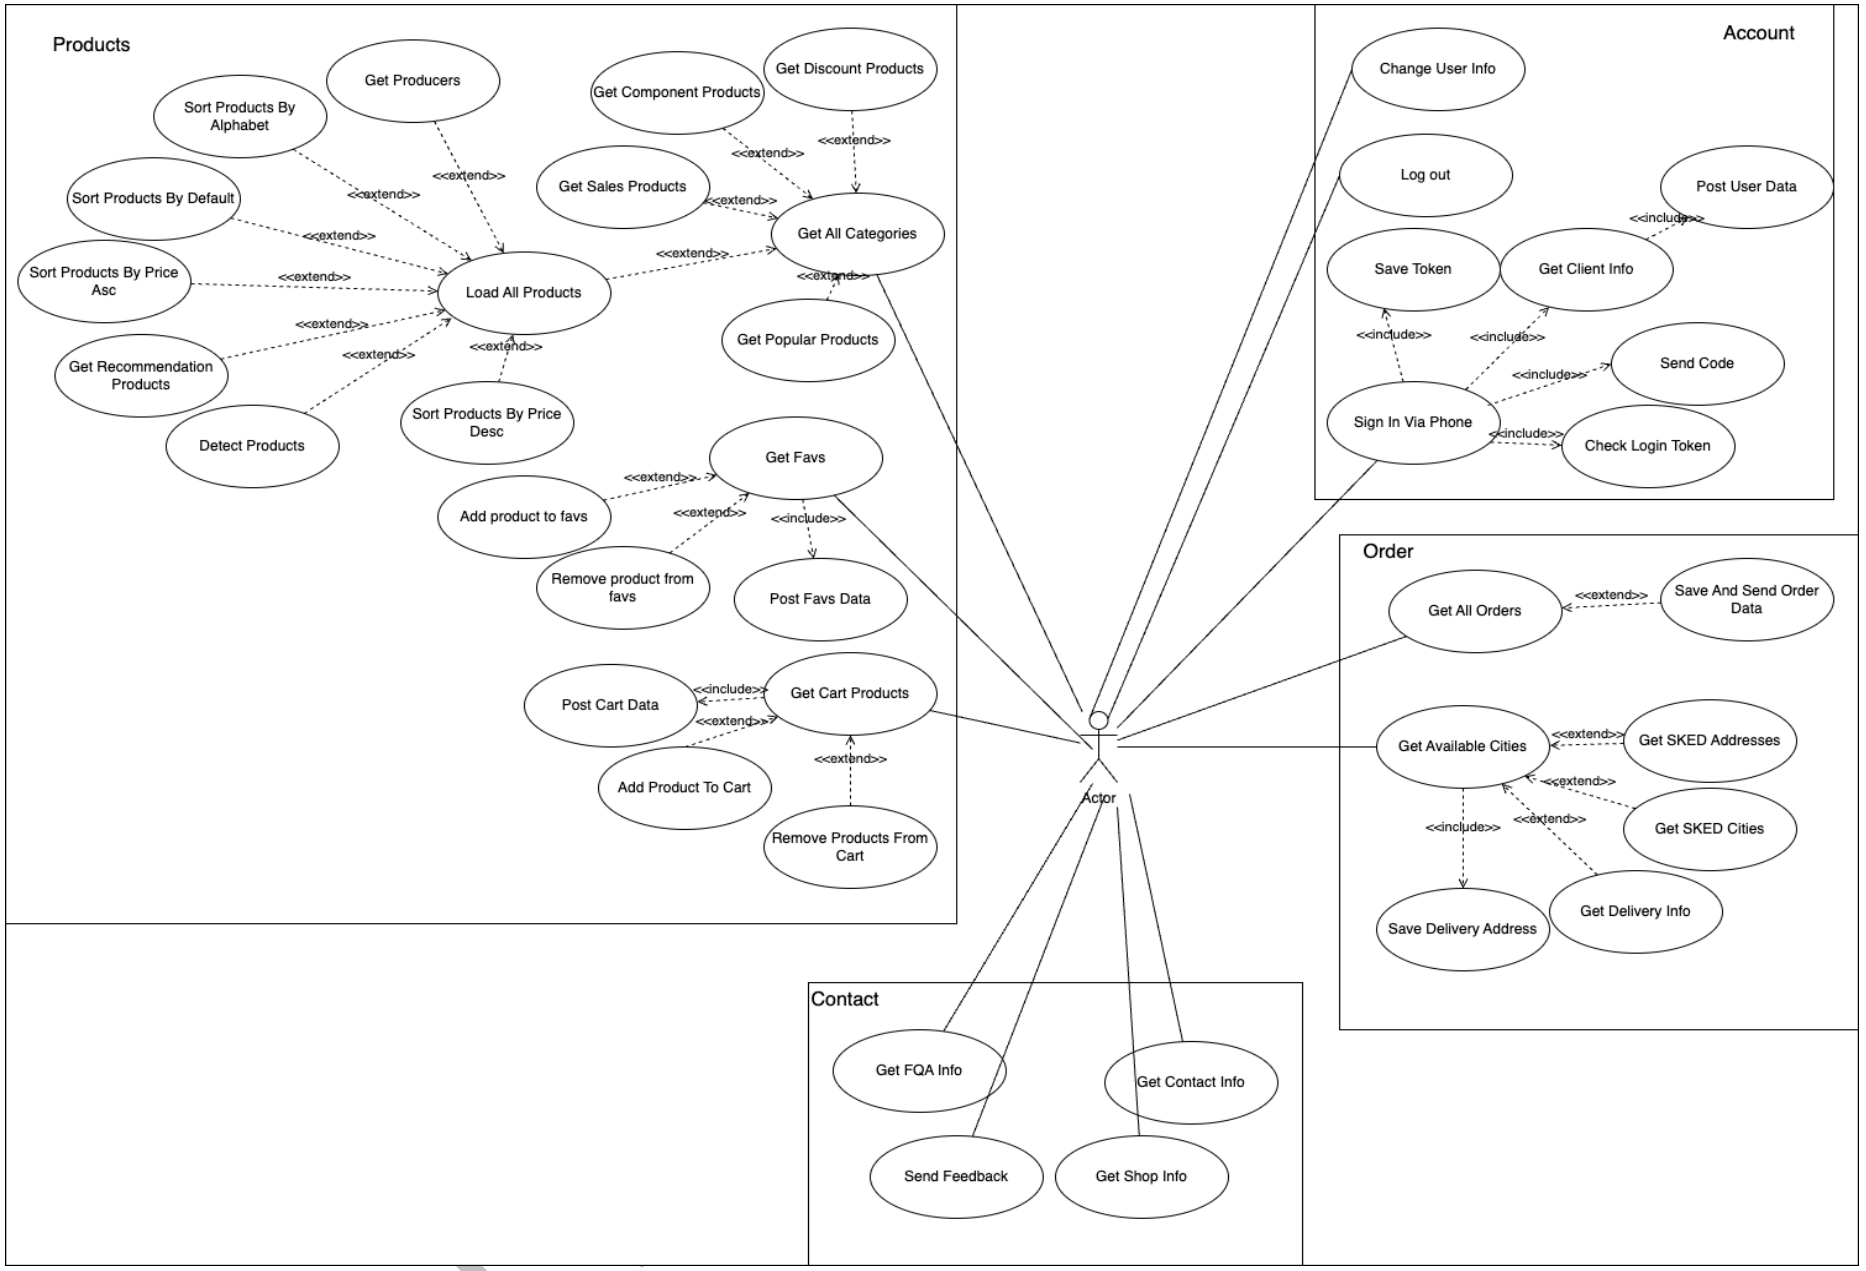 Products
Get Producers
Sort Products By
Alphabet
<<extend>>
<<extend>>
Sort Products By Default
<<extend>>
Sort Products By Price
Asc
<<extend>>
Load All Products
<<extend>>
Get Recommendation
Products
<<extend>>
<<extend>>
Detect Products
Sort Products By Price
Desc
<<extend>>
Get Component Products
Get Discount Products
<<extend>>
<<extend>>
Get Sales Products
<<extend>>
Get All Categories
<<extend>>
<<extend>>
Get Popular Products
Get Favs
<<extend>>
Add product to favs
<<extend>>
<<include>>
Remove product from
favs
Post Favs Data
Post Cart Data
<<include>>
Get Cart Products
<<extend>>
Add Product To Cart
<<extend>>
Remove Products From
Cart
Actor
Account
Change User Info
Log out
Post User Data
<<include>>
Save Token
Get Client Info
<<include>>
<<include>>
Send Code
<<include>>
Sign In Via Phone
<<include>>
Check Login Token
Order
Get All Orders
<<extend>>
Save And Send Order
Data
Get Available Cities
<<extend>>
Get SKED Addresses
<<extend>>
Get SKED Cities
<<include>>
<<extend>>
Get Delivery Info
Save Delivery Address
Contact
Get FQA Info
Get Contact Info
Send Feedback
Get Shop Info